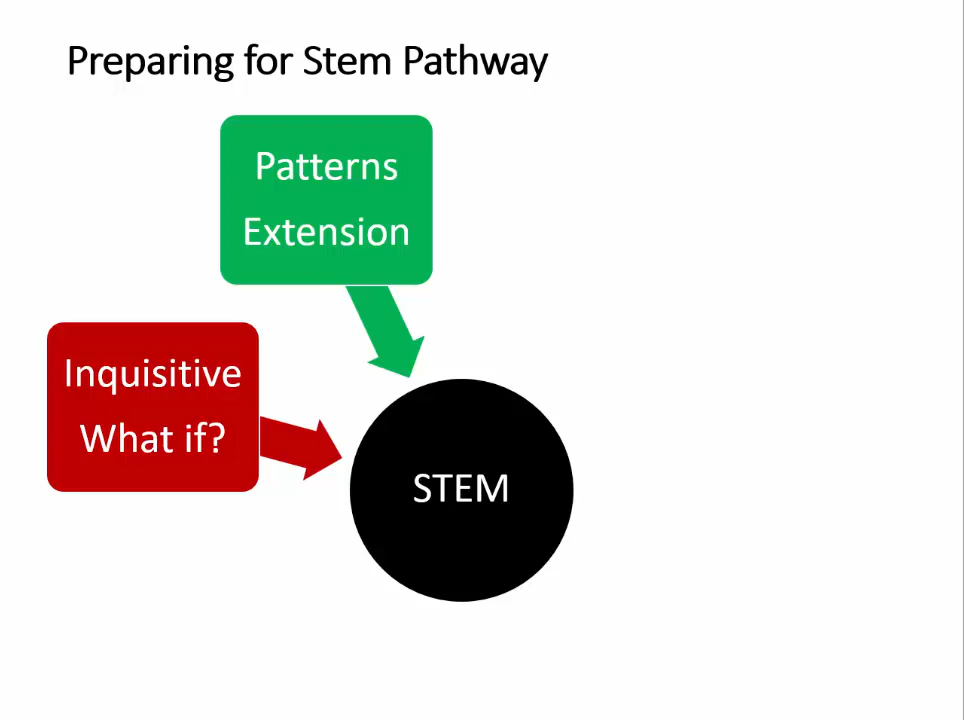 Preparing for Stem Pathway
Patterns
Extension
Inquisitive
What if?
STEM